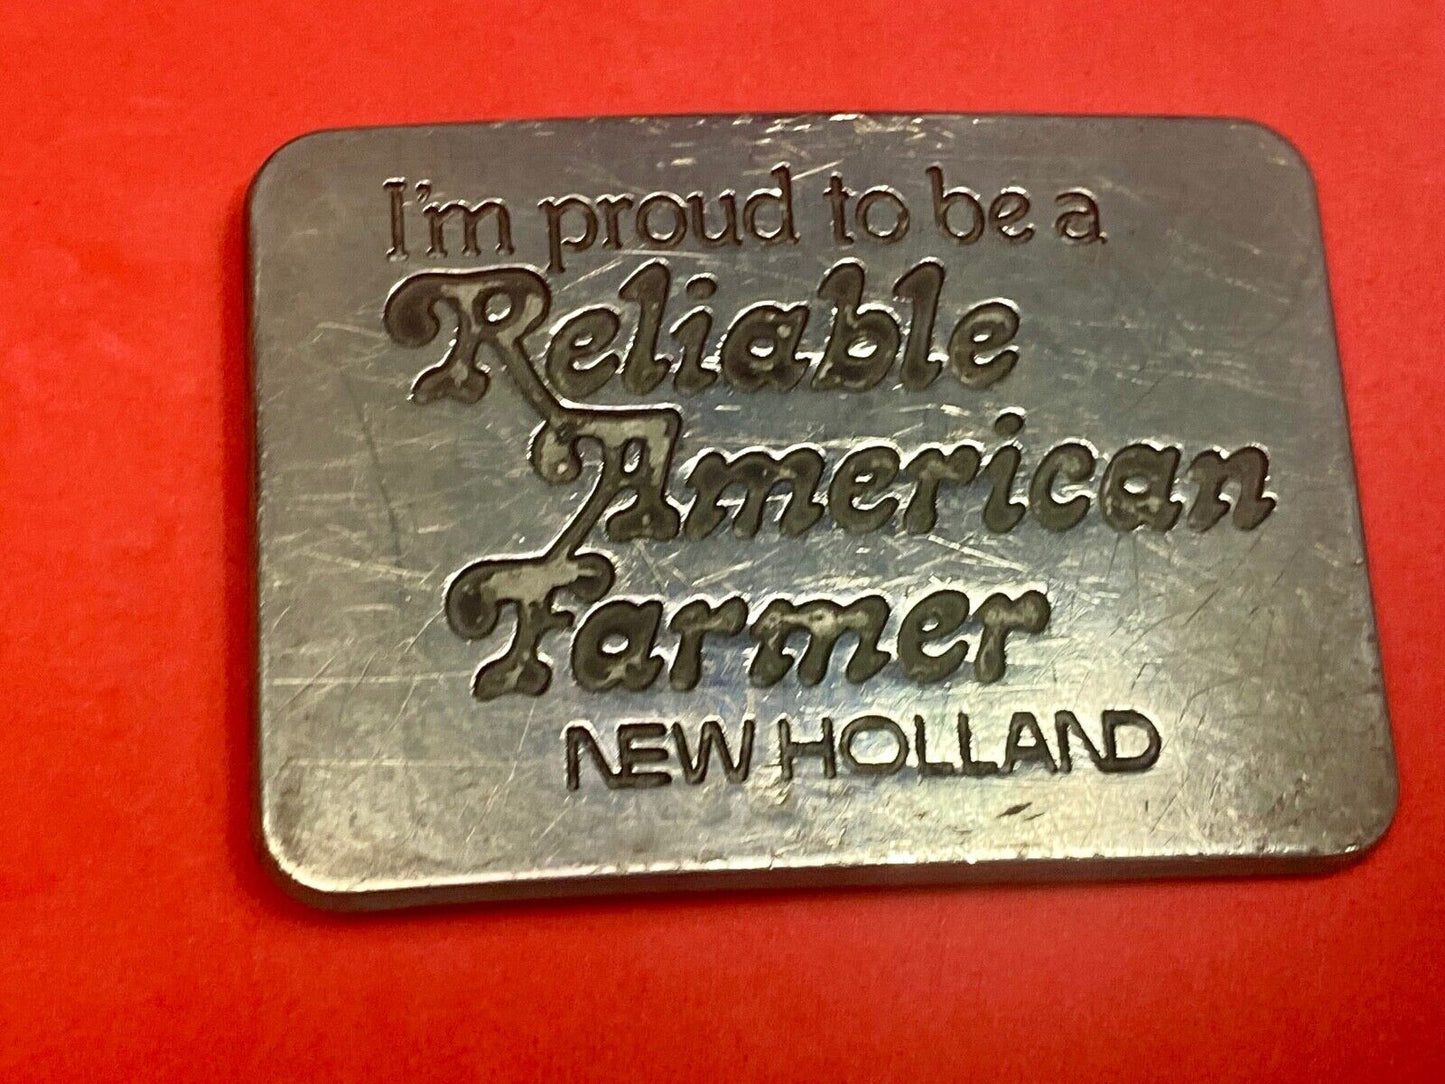 I'm proud to be a
Reliable
American
Farmer
NEW HOLLAND